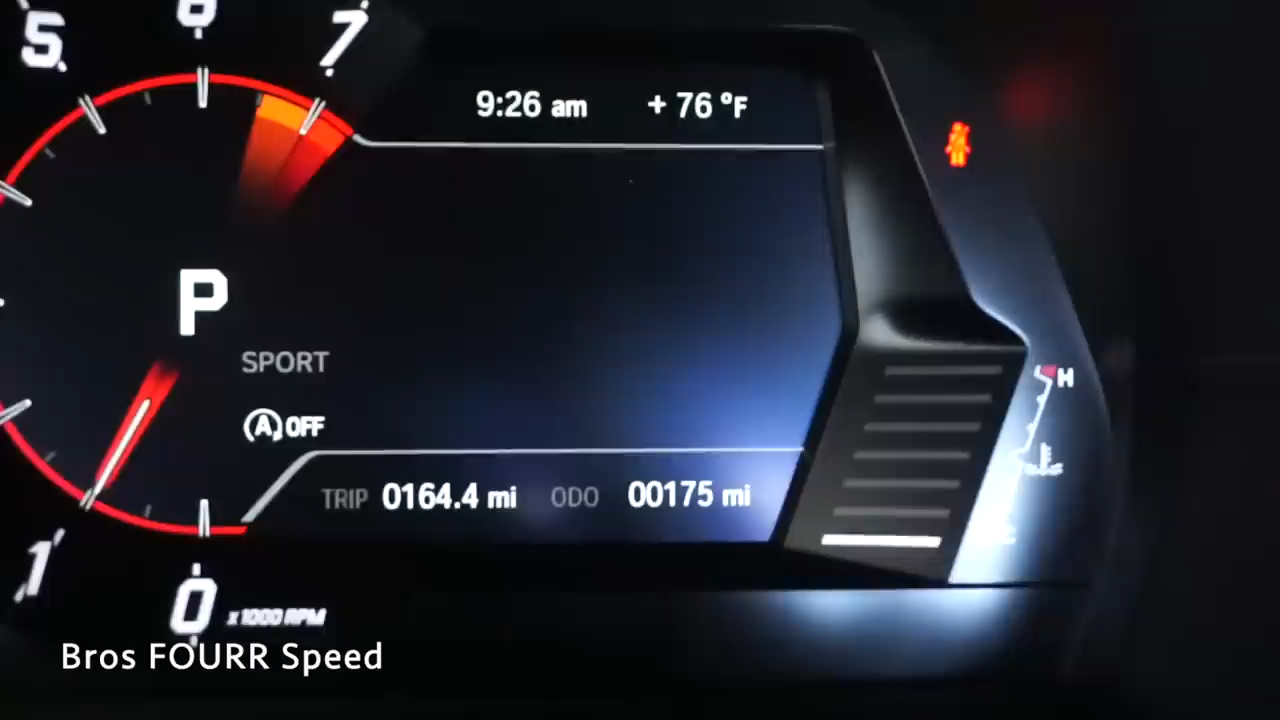 5 6 7
9:26 am + 76 °F
P
SPORT
(A) OFF
H
TRIP 0164.4 mi ODO 00175 mi
1
0 x1000 RPM
Bros FOURR Speed